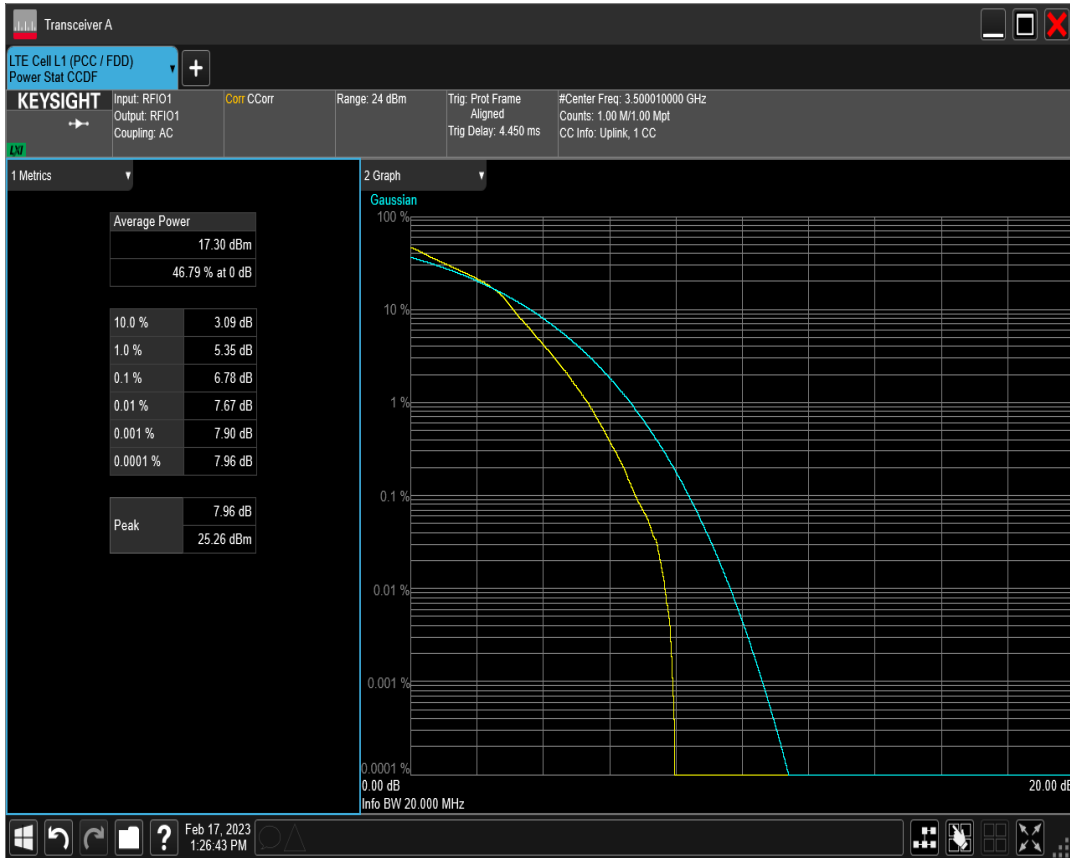 Transceiver A
LTE Cell L1 (PCC / FDD)
Power Stat CCDF
KEYSIGHT
LXI
Input: RFIO1
Output: RFIO1
Coupling: AC
Corr CCorr
Range: 24 dBm
Trig: Prot Frame
Aligned
Trig Delay: 4.450 ms
#Center Freq: 3.500010000 GHz
Counts: 1.00 M/1.00 Mpt
CC Info: Uplink, 1 CC
1 Metrics
Average Power
17.30 dBm
46.79 % at 0 dB
10.0 % 3.09 dB
1.0 % 5.35 dB
0.1 % 6.78 dB
0.01 % 7.67 dB
0.001 % 7.90 dB
0.0001 % 7.96 dB
Peak
7.96 dB
25.26 dBm
2 Graph
Gaussian
100 %
10 %
1 %
0.1 %
0.01 %
0.001 %
0.0001 %
0.00 dB 20.00 dB
Info BW 20.000 MHz
? Feb 17, 2023
1:26:43 PM